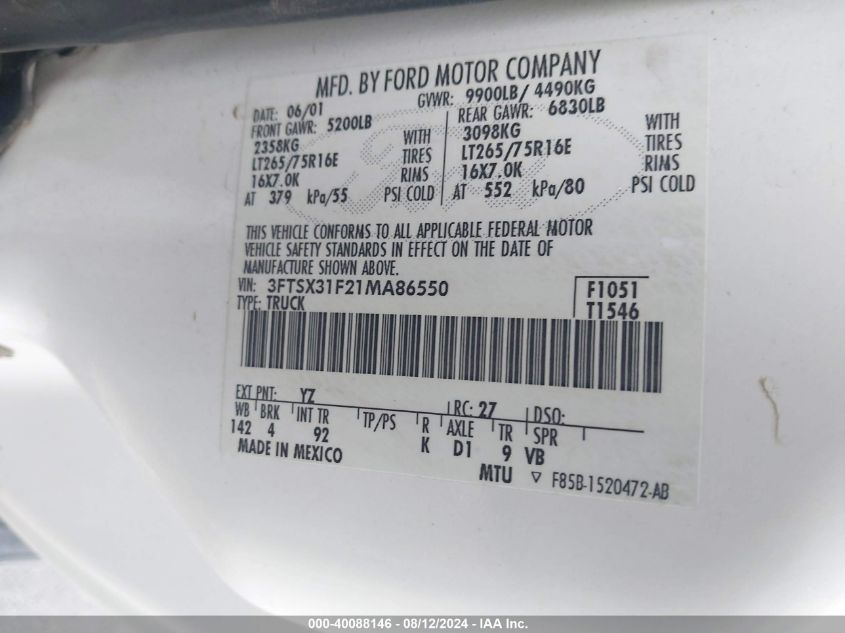 MFD. BY FORD MOTOR COMPANY
DATE: 06/01 GVWR: 9900LB/ 4490KG
FRONT GAWR: 5200LB REAR GAWR: 6830LB
2358KG WITH 3098KG WITH
LT265/75R16E TIRES LT265/75R16E TIRES
16X7.0K RIMS 16X7.0K RIMS
AT 379 kPa/55 PSI COLD AT 552 kPa/80 PSI COLD
THIS VEHICLE CONFORMS TO ALL APPLICABLE FEDERAL MOTOR
VEHICLE SAFETY STANDARDS IN EFFECT ON THE DATE OF
MANUFACTURE SHOWN ABOVE.
VIN: 3FTSX31F21MA86550 F1051
TYPE: TRUCK T1546
EXT PNT: YZ RC: 27 DSO:
WB BRK INT TR TP/PS R AXLE TR SPR
142 4 92 K D1 9 VB
MADE IN MEXICO MTU F85B-1520472-AB
000-40088146 - 08/12/2024 - IAA Inc.